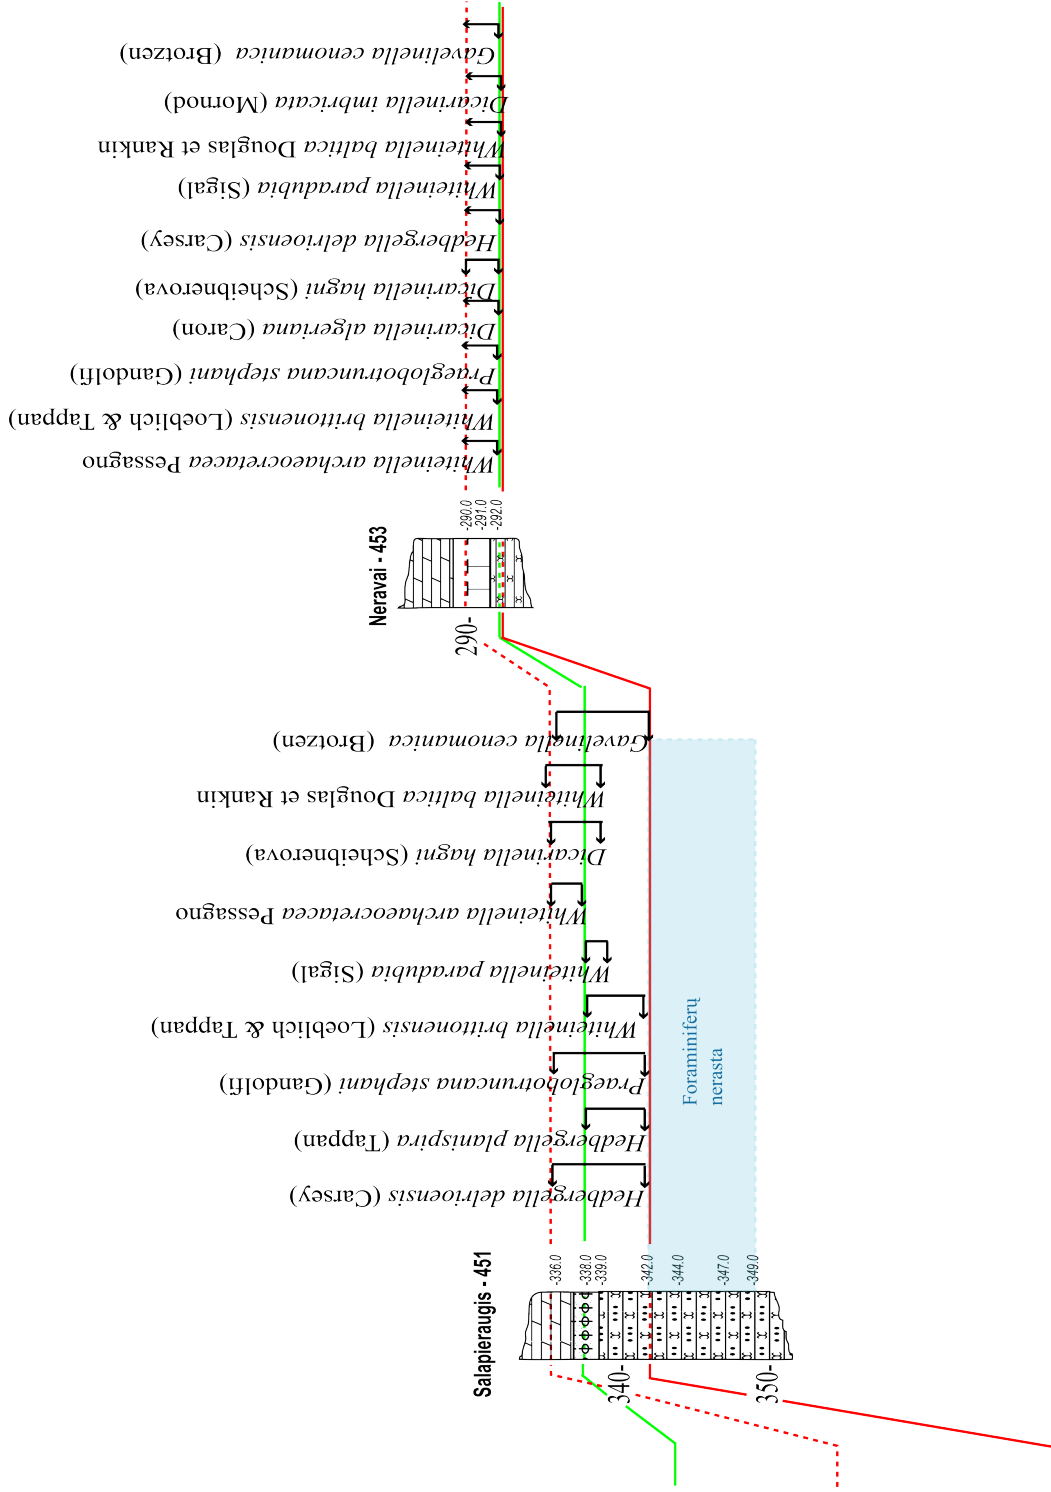 Gavelinella cenomanica (Brotzen)
Dicarinella imbricata (Mornod)
Whiteinella baltica Douglas et Rankin
Whiteinella paradubia (Sigal)
Hedbergella delrioensis (Carsey)
Dicarinella hagni (Scheibnerova)
Dicarinella algeriana (Caron)
Praeglobotruncana stephani (Gandolfi)
Whiteinella brittonensis (Loeblich & Tappan)
Whiteinella archaeocretacea Pessagno
Neravai - 453
-290.0
-291.0
-292.0
290-
Gavelinella cenomanica (Brotzen)
Whiteinella baltica Douglas et Rankin
Dicarinella hagni (Scheibnerova)
Whiteinella archaeocretacea Pessagno
Whiteinella paradubia (Sigal)
Whiteinella brittonensis (Loeblich & Tappan)
Praeglobotruncana stephani (Gandolfi)
Hedbergella planispira (Tappan)
Hedbergella delrioensis (Carsey)
Foraminiferų
nerasta
Salapieraugis - 451
-336.0
-338.0
-339.0
-342.0
-344.0
-347.0
-349.0
340-
350-